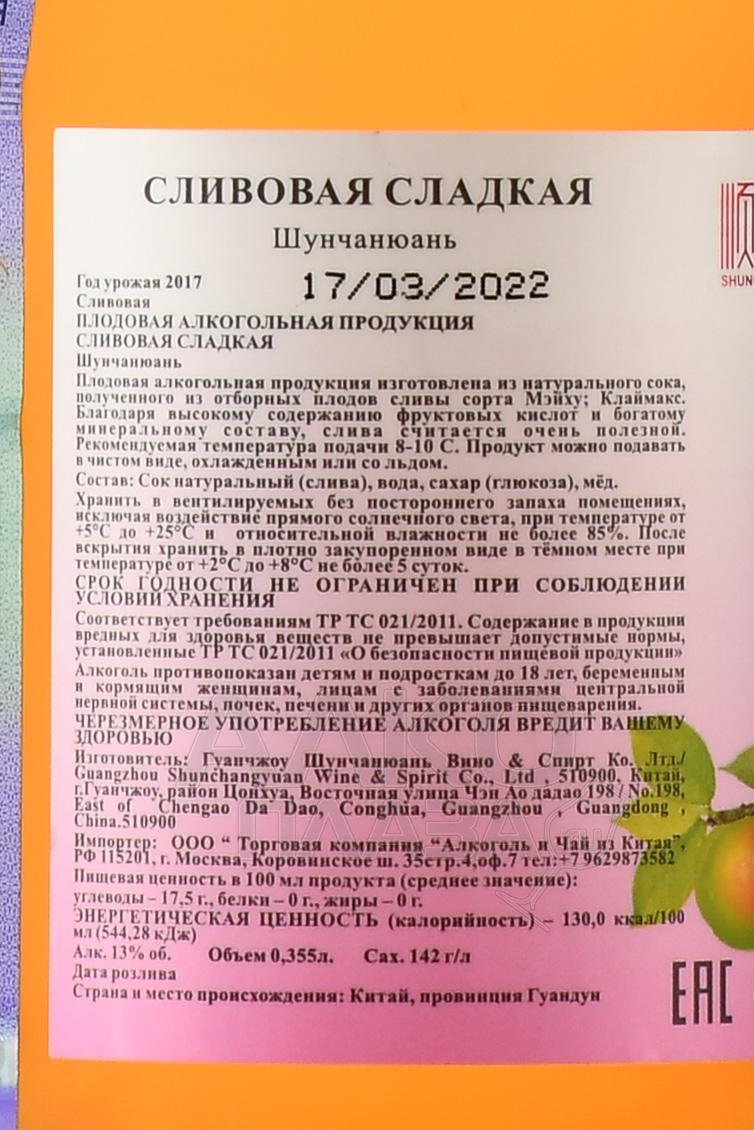 СЛИВОВАЯ СЛАДКАЯ
Шунчанюань
Год урожая 2017
17/03/2022
Сливовая
ПЛОДОВАЯ АЛКОГОЛЬНАЯ ПРОДУКЦИЯ
СЛИВОВАЯ СЛАДКАЯ
Шунчанюань
Плодовая алкогольная продукция изготовлена из натурального сока,
полученного из отборных плодов сливы сорта Мэйху; Клаймакс.
Благодаря высокому содержанию фруктовых кислот и богатому
минеральному составу, слива считается очень полезной.
Рекомендуемая температура подачи 8-10 С. Продукт можно подавать
в чистом виде, охлаждённым или со льдом.
Состав: Сок натуральный (слива), вода, сахар (глюкоза), мёд.
Хранить в вентилируемых без постороннего запаха помещениях,
исключая воздействие прямого солнечного света, при температуре от
+5°С до +25°С и относительной влажности не более 85%. После
вскрытия хранить в плотно закупоренном виде в тёмном месте при
температуре от +2°С до +8°С не более 5 суток.
СРОК ГОДНОСТИ НЕ ОГРАНИЧЕН ПРИ СОБЛЮДЕНИИ
УСЛОВИЙ ХРАНЕНИЯ
Соответствует требованиям ТР ТС 021/2011. Содержание в продукции
вредных для здоровья веществ не превышает допустимые нормы,
установленные ТР ТС 021/2011 «О безопасности пищевой продукции»
Алкоголь противопоказан детям и подросткам до 18 лет, беременным
и кормящим женщинам, лицам с заболеваниями центральной
нервной системы, почек, печени и других органов пищеварения.
ЧЕРЕЗМЕРНОЕ УПОТРЕБЛЕНИЕ АЛКОГОЛЯ ВРЕДИТ ВАШЕМУ
ЗДОРОВЬЮ
Изготовитель: Гуанчжоу Шунчанюань Вино & Спирт Ко. Лтд./
Guangzhou Shunchangyuan Wine & Spirit Co., Ltd , 510900, Китай,
г.Гуанчжоу, район Цонхуа, Восточная улица Чэн Ао дадао 198 / No.198,
East of Chengao Da Dao, Conghua, Guangzhou , Guangdong ,
China.510900
Импортер: ООО “ Торговая компания “Алкоголь и Чай из Китая”,
РФ 115201, г. Москва, Коровинское ш. 35стр.4,оф.7 тел:+7 9629873582
Пищевая ценность в 100 мл продукта (среднее значение):
углеводы – 17,5 г., белки – 0 г., жиры – 0 г.
ЭНЕРГЕТИЧЕСКАЯ ЦЕННОСТЬ (калорийность) – 130,0 ккал/100
мл (544,28 кДж)
Алк. 13% об. Объем 0,355л. Сах. 142 г/л
Дата розлива
Страна и место происхождения: Китай, провинция Гуандун
SHUNG
ЕАС
АЛКО
ПЛАЗА